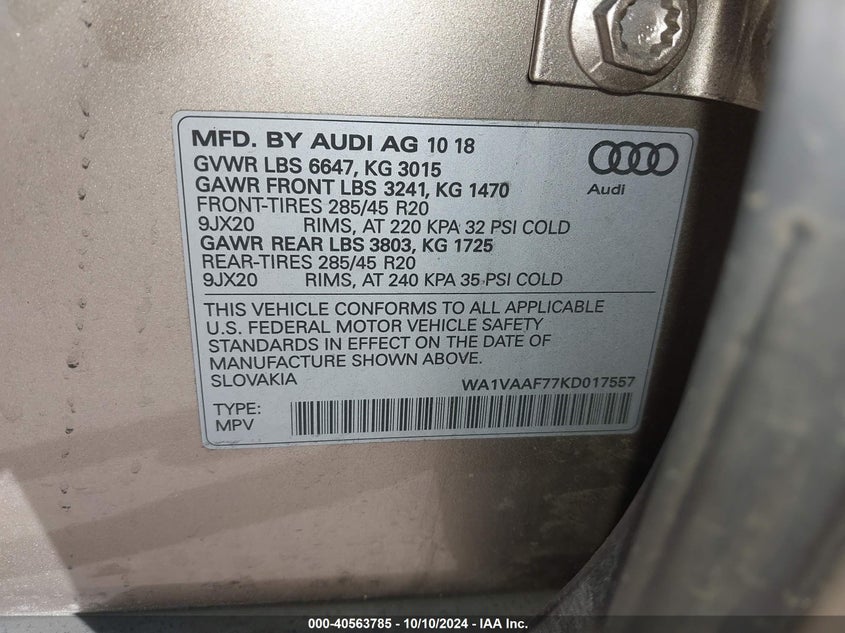 MFD. BY AUDI AG 10 18
GVWR LBS 6647, KG 3015
GAWR FRONT LBS 3241, KG 1470
FRONT-TIRES 285/45 R20
9JX20 RIMS, AT 220 KPA 32 PSI COLD
GAWR REAR LBS 3803, KG 1725
REAR-TIRES 285/45 R20
9JX20 RIMS, AT 240 KPA 35 PSI COLD
Audi
THIS VEHICLE CONFORMS TO ALL APPLICABLE
U.S. FEDERAL MOTOR VEHICLE SAFETY
STANDARDS IN EFFECT ON THE DATE OF
MANUFACTURE SHOWN ABOVE.
SLOVAKIA WA1VAAF77KD017557
TYPE:
MPV
000-40563785 - 10/10/2024 - © IAA, Inc.